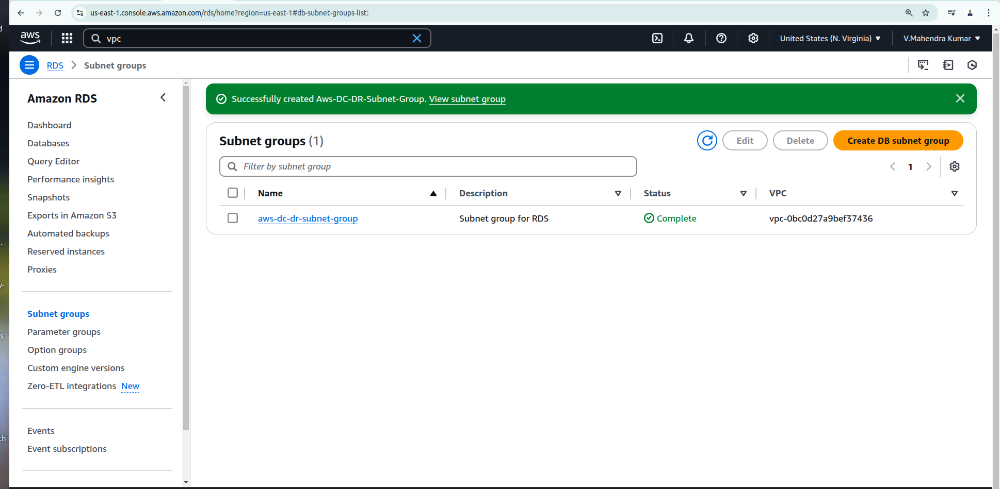 us-east-1.console.aws.amazon.com/rds/home?region=us-east-1#db-subnet-groups-list:
aws
vpc
United States (N. Virginia)
V.Mahendra Kumar
RDS
Subnet groups
Amazon RDS
Dashboard
Databases
Query Editor
Performance insights
Snapshots
Exports in Amazon S3
Automated backups
Reserved instances
Proxies
Subnet groups
Parameter groups
Option groups
Custom engine versions
Zero-ETL integrations New
Events
Event subscriptions
Successfully created Aws-DC-DR-Subnet-Group. View subnet group
Subnet groups (1)
Edit
Delete
Create DB subnet group
Filter by subnet group
1
Name Description Status VPC
aws-dc-dr-subnet-group Subnet group for RDS Complete vpc-0bc0d27a9bef37436